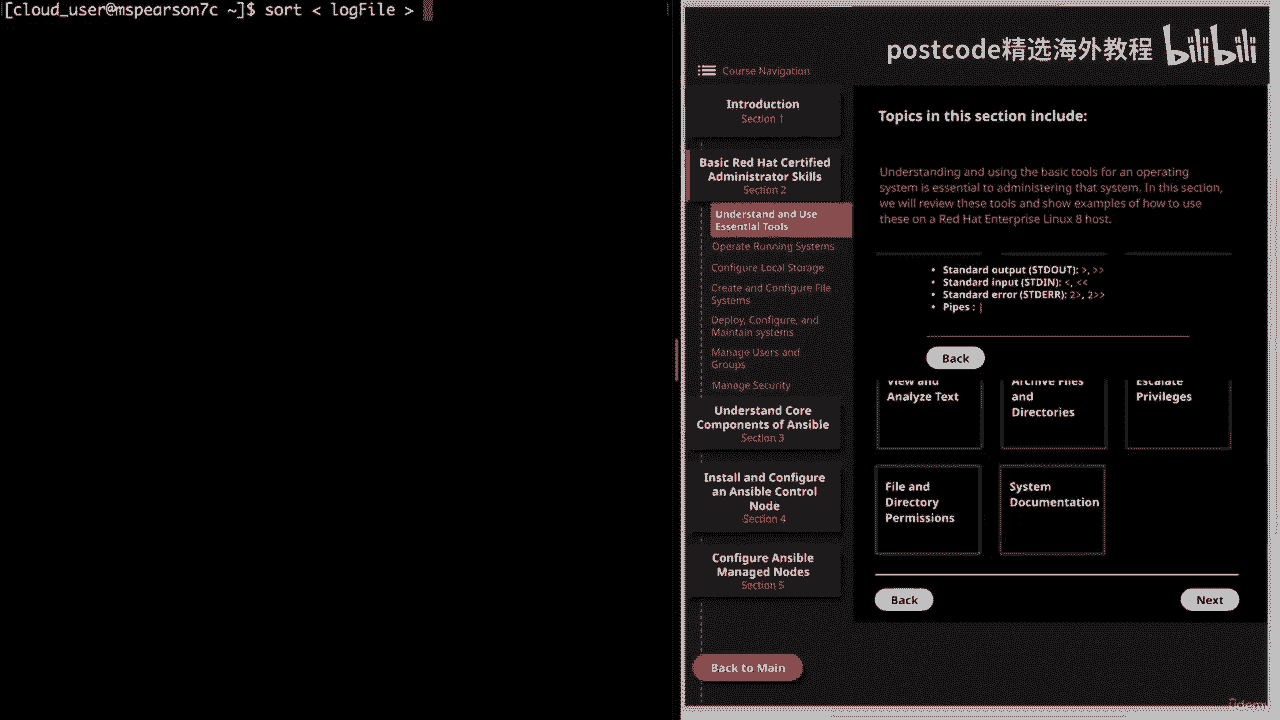 [cloud_user@mspearson7c ~]$ sort < logFile >
postcode精选海外教程 bilibili
Course Navigation
Introduction
Section 1
Basic Red Hat Certified
Administrator Skills
Section 2
Understand and Use
Essential Tools
Operate Running Systems
Configure Local Storage
Create and Configure File
Systems
Deploy, Configure, and
Maintain systems
Manage Users and
Groups
Manage Security
Understand Core
Components of Ansible
Section 3
Install and Configure
an Ansible Control
Node
Section 4
Configure Ansible
Managed Nodes
Section 5
Back to Main
Topics in this section include:
Understanding and using the basic tools for an operating
system is essential to administering that system. In this section,
we will review these tools and show examples of how to use
these on a Red Hat Enterprise Linux 8 host.
• Standard output (STDOUT): >, >>
• Standard input (STDIN): <, <<
• Standard error (STDERR): 2>, 2>>
• Pipes : |
Back
View and
Analyze Text
Archive Files
and
Directories
Escalate
Privileges
File and
Directory
Permissions
System
Documentation
Back
Next
Udemy